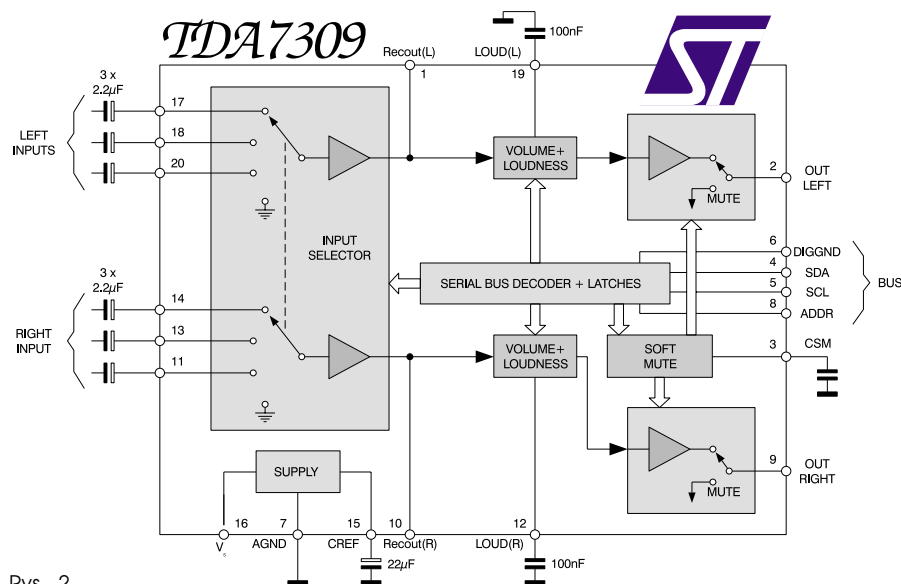 TDA7309
ST
3 x
2.2µF
LEFT
INPUTS
17
18
20
Recout(L)
1
LOUD(L)
19
100nF
INPUT
SELECTOR
VOLUME+
LOUDNESS
MUTE
2
OUT
LEFT
SERIAL BUS DECODER + LATCHES
6
DIGGND
4
SDA
5
SCL
8
ADDR
BUS
3 x
2.2µF
RIGHT
INPUT
14
13
11
VOLUME+
LOUDNESS
SOFT
MUTE
3
CSM
MUTE
9
OUT
RIGHT
SUPPLY
16
Vs
7
AGND
15
CREF
22µF
10
Recout(R)
12
LOUD(R)
100nF
Rys. 2